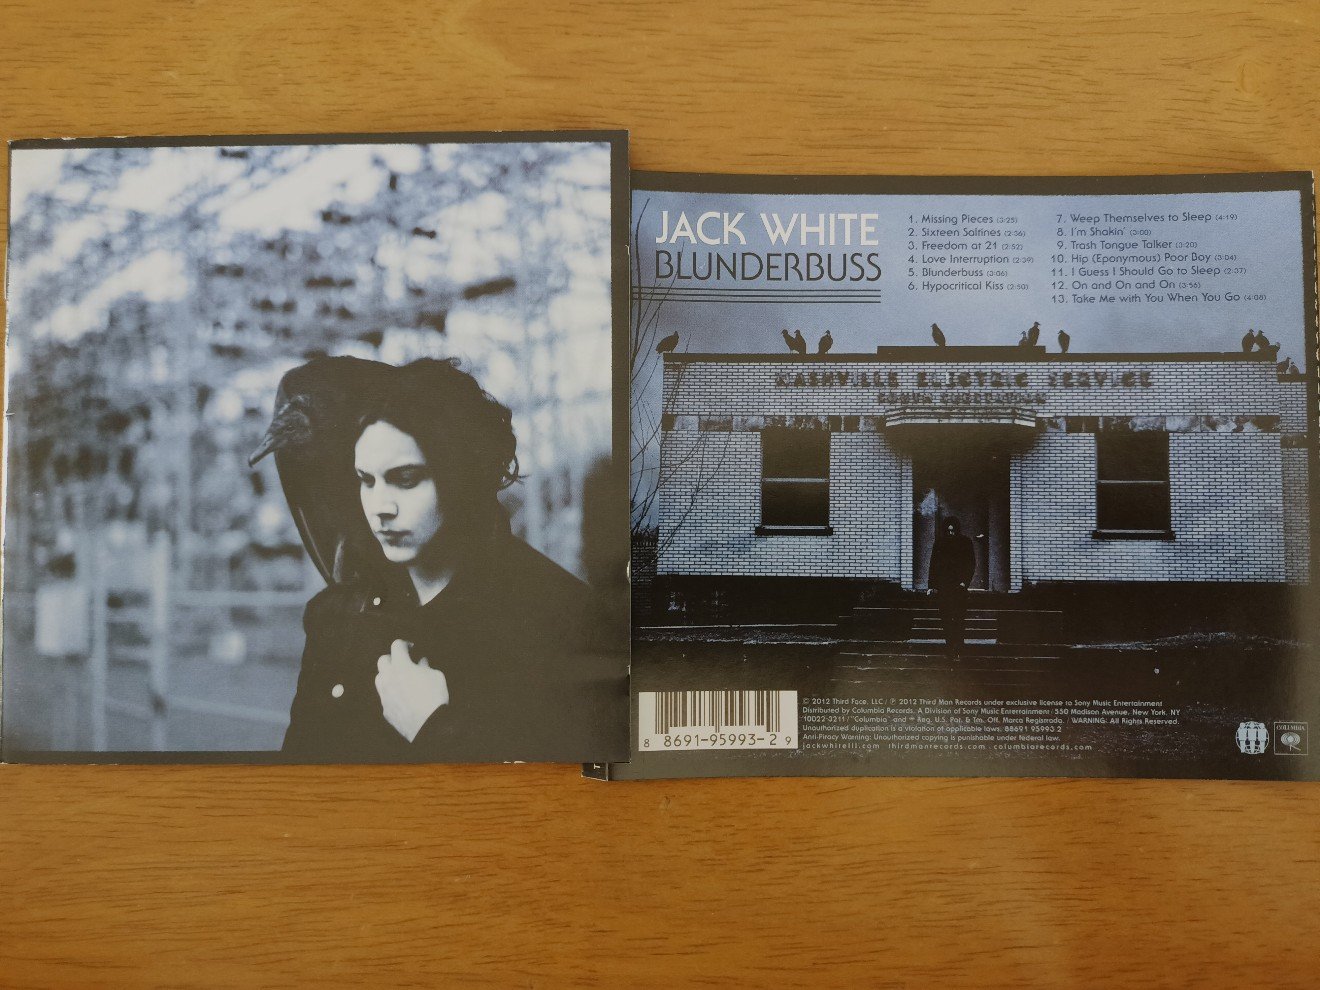 JACK WHITE
BLUNDERBUSS
1. Missing Pieces (3:25)
2. Sixteen Saltines (2:36)
3. Freedom at 21 (2:52)
4. Love Interruption (2:39)
5. Blunderbuss (3:06)
6. Hypocritical Kiss (2:50)
7. Weep Themselves to Sleep (4:19)
8. I'm Shakin' (3:00)
9. Trash Tongue Talker (3:20)
10. Hip (Eponymous) Poor Boy (3:04)
11. I Guess I Should Go to Sleep (2:37)
12. On and On and On (3:56)
13. Take Me with You When You Go (4:08)
NASHVILLE ELECTRIC SERVICE
© 2012 Third Face, LLC / ℗ 2012 Third Man Records under exclusive license to Sony Music Entertainment
Distributed by Columbia Records, A Division of Sony Music Entertainment / 550 Madison Avenue, New York, NY
10022-3211 / "Columbia" and ® Reg. U.S. Pat. & Tm. Off. Marca Registrada. / WARNING: All Rights Reserved.
Unauthorized duplication is a violation of applicable laws. 88691 95993 2
Anti-Piracy Warning: Unauthorized copying is punishable under federal law.
jackwhiteiii.com thirdmanrecords.com columbiarecords.com
8 8691-95993-2 9
COLUMBIA